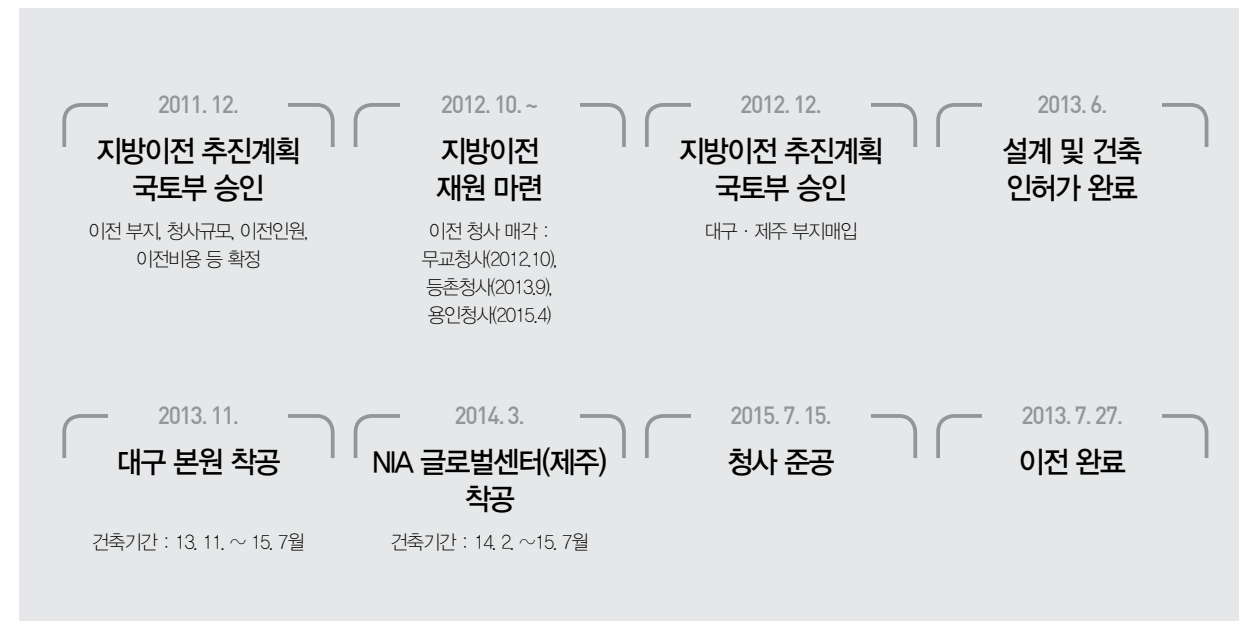 2011. 12.
지방이전 추진계획
국토부 승인
이전 부지, 청사규모, 이전인원,
이전비용 등 확정
2012. 10. ~
지방이전
재원 마련
이전 청사 매각 :
무교청사(2012.10),
등촌청사(2013.9),
용인청사(2015.4)
2012. 12.
지방이전 추진계획
국토부 승인
대구 · 제주 부지매입
2013. 6.
설계 및 건축
인허가 완료
2013. 11.
대구 본원 착공
건축기간 : 13. 11. ~ 15. 7월
2014. 3.
NIA 글로벌센터(제주)
착공
건축기간 : 14. 2. ~15. 7월
2015. 7. 15.
청사 준공
2013. 7. 27.
이전 완료